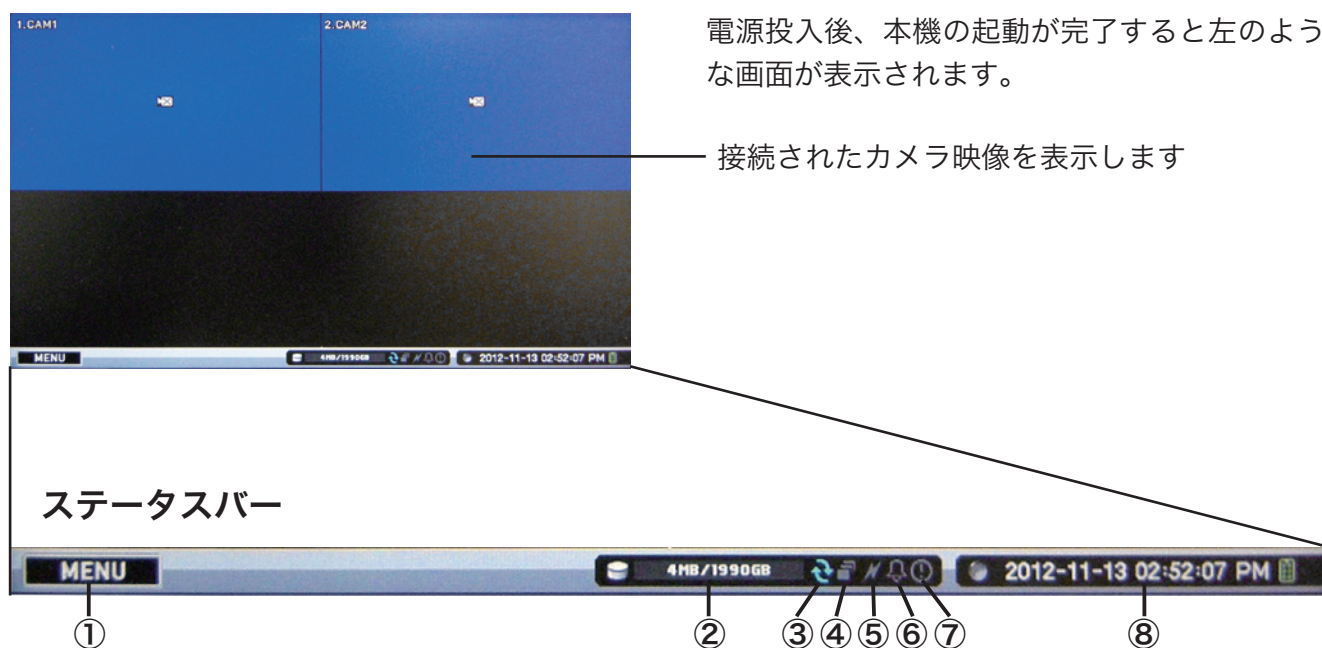 1.CAM1
2.CAM2
電源投入後、本機の起動が完了すると左のよう
な画面が表示されます。
接続されたカメラ映像を表示します
MENU
4MB/1990GB
2012-11-13 02:52:07 PM
ステータスバー
MENU
4MB/1990GB
2012-11-13 02:52:07 PM
①
②
③
④
⑤
⑥
⑦
⑧